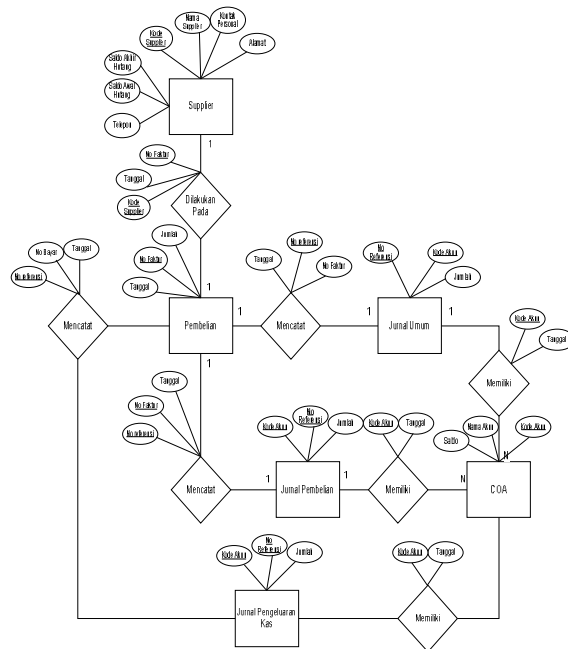 Nama
Supplier
Kontak
Personal
Kode
Supplier
Alamat
Saldo Akhir
Hutang
Saldo Awal
Hutang
Telepon
Supplier
1
No Faktur
Tanggal
Kode
Supplier
Dilakukan
Pada
Jumlah
No Faktur
Tanggal
1
No Bayar
Tanggal
No referensi
Mencatat
Pembelian
1
Tanggal
No referensi
No Faktur
Mencatat
1
No
Referensi
Kode Akun
Jumlah
Jurnal Umum
1
Kode Akun
Tanggal
Memiliki
1
Tanggal
No Faktur
No referensi
Mencatat
1
Kode Akun
No
Referensi
Jumlah
Jurnal Pembelian
1
Kode Akun
Tanggal
Memiliki
N
Saldo
Nama Akun
Kode Akun
N
COA
Kode Akun
No
Referensi
Jumlah
Jurnal Pengeluaran
Kas
Kode Akun
Tanggal
Memiliki